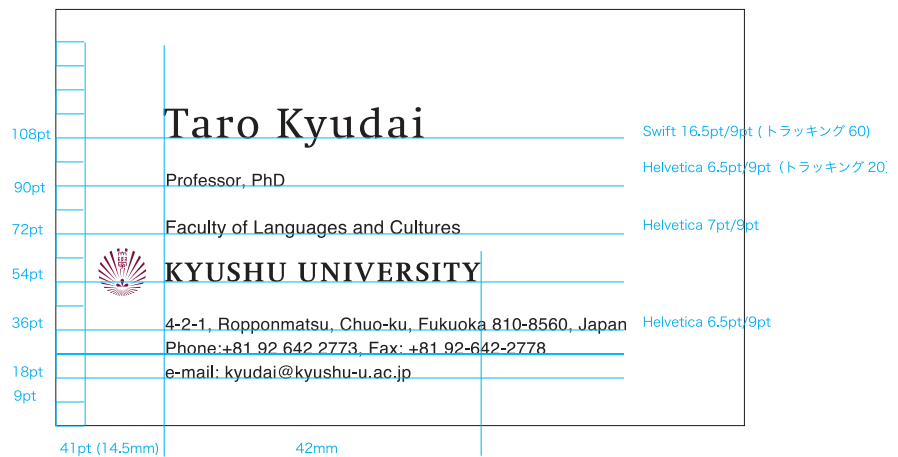 Taro Kyudai
108pt
Swift 16.5pt/9pt (トラッキング 60)
Helvetica 6.5pt/9pt (トラッキング 20)
Professor, PhD
90pt
Faculty of Languages and Cultures
Helvetica 7pt/9pt
72pt
KYUSHU UNIVERSITY
54pt
4-2-1, Ropponmatsu, Chuo-ku, Fukuoka 810-8560, Japan
Helvetica 6.5pt/9pt
36pt
Phone:+81 92 642 2773, Fax: +81 92-642-2778
e-mail: kyudai@kyushu-u.ac.jp
18pt
9pt
41pt (14.5mm)
42mm